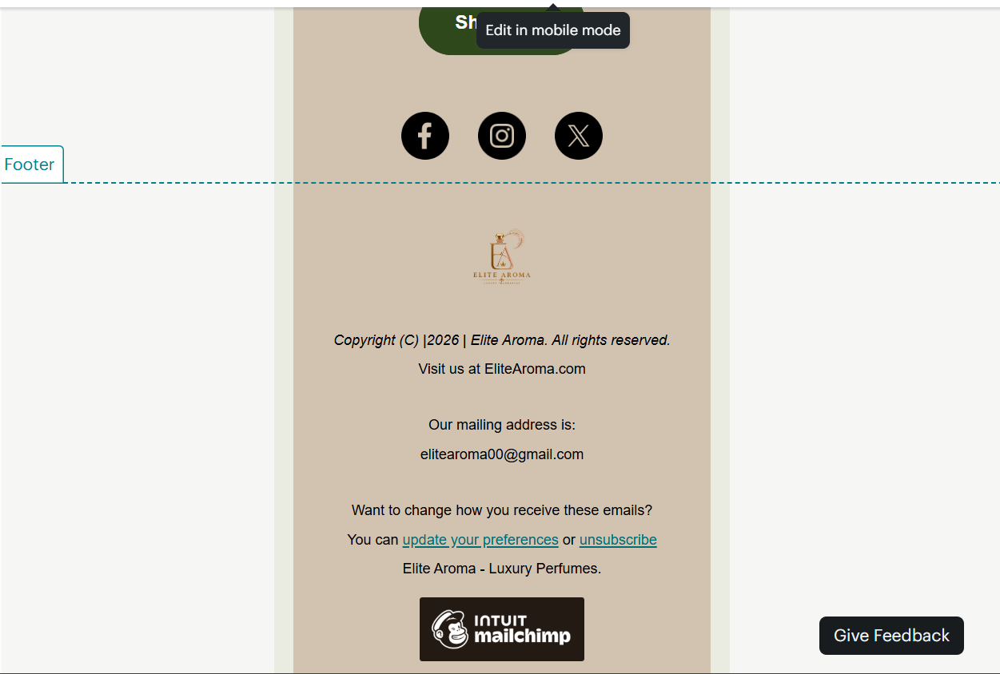 Sh
Edit in mobile mode
Footer
ELITE AROMA
Copyright (C) |2026 | Elite Aroma. All rights reserved.
Visit us at EliteAroma.com
Our mailing address is:
elitearoma00@gmail.com
Want to change how you receive these emails?
You can update your preferences or unsubscribe
Elite Aroma - Luxury Perfumes.
INTUIT
mailchimp
Give Feedback